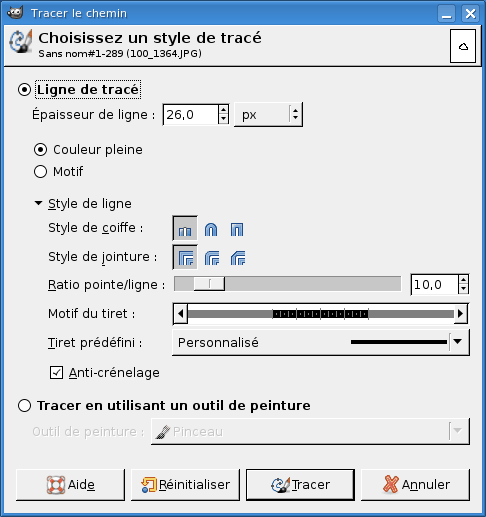 Tracer le chemin
Choisissez un style de tracé
Sans nom#1-289 (100_1364.JPG)
Ligne de tracé
Épaisseur de ligne : 26,0 px
Couleur pleine
Motif
Style de ligne
Style de coiffe :
Style de jointure :
Ratio pointe/ligne : 10,0
Motif du tiret :
Tiret prédéfini : Personnalisé
Anti-crénelage
Tracer en utilisant un outil de peinture
Outil de peinture : Pinceau
Aide Réinitialiser Tracer Annuler